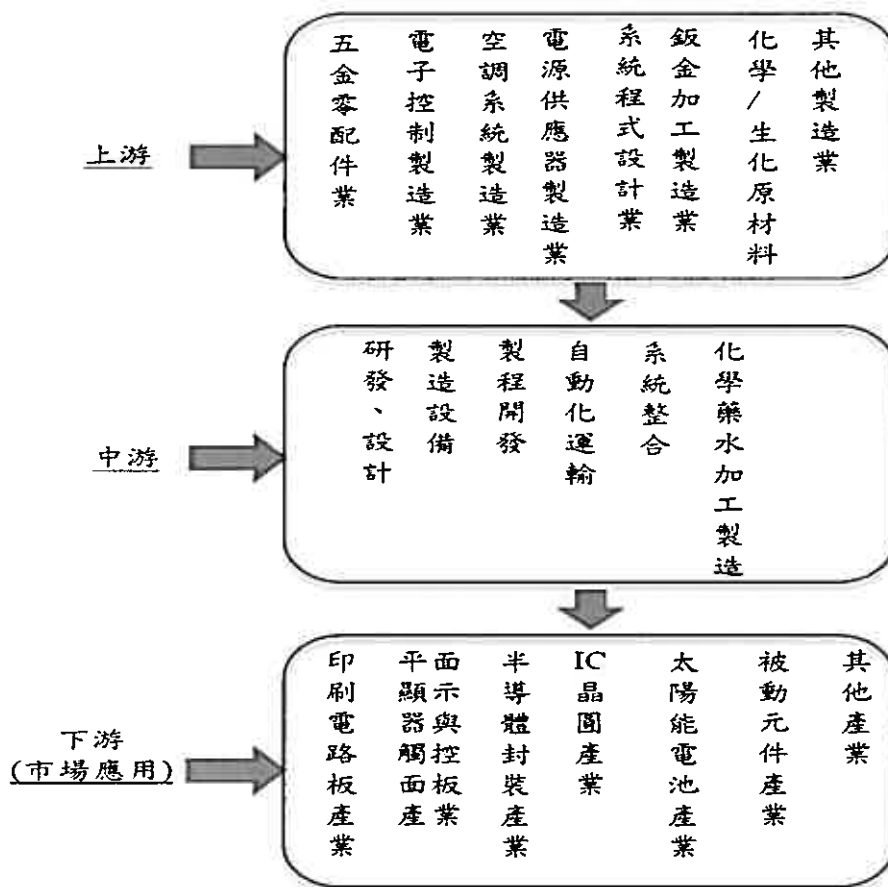 上游
五金零配件業
電子控制製造業
空調系統製造業
電源供應器製造業
系統程式設計業
鈑金加工製造業
化學/生化原材料
其他製造業
中游
研發、設計
製造設備
製程開發
自動化運輸
系統整合
化學藥水加工製造
下游
(市場應用)
印刷電路板產業
平面顯示器與觸控面板產業
半導體封裝產業
IC晶圓產業
太陽能電池產業
被動元件產業
其他產業